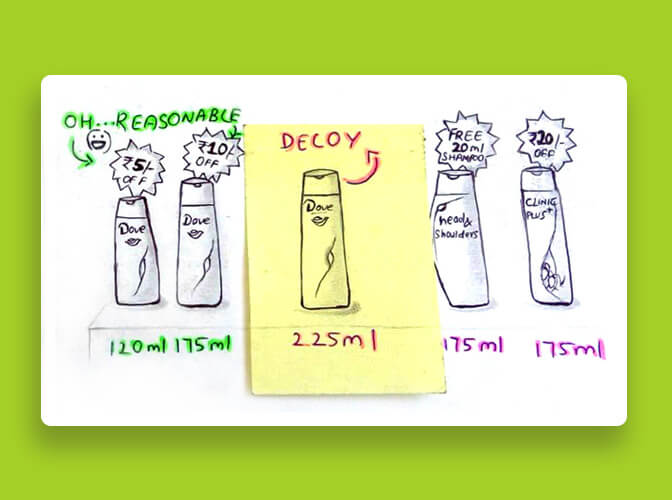 OH...REASONABLE
₹5/-
OFF
₹10/-
OFF
DECOY
FREE
20ml
SHAMPOO
₹20/-
OFF
Dove
Dove
Dove
head&
shoulders
CLINIC
PLUS+
120ml
175ml
225ml
175ml
175ml